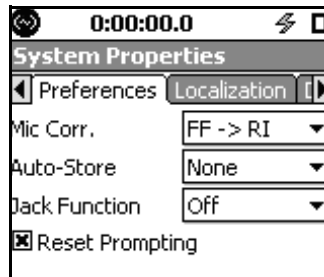 0:00:00.0
System Properties
Preferences Localization
Mic Corr. FF -> RI
Auto-Store None
Jack Function Off
Reset Prompting